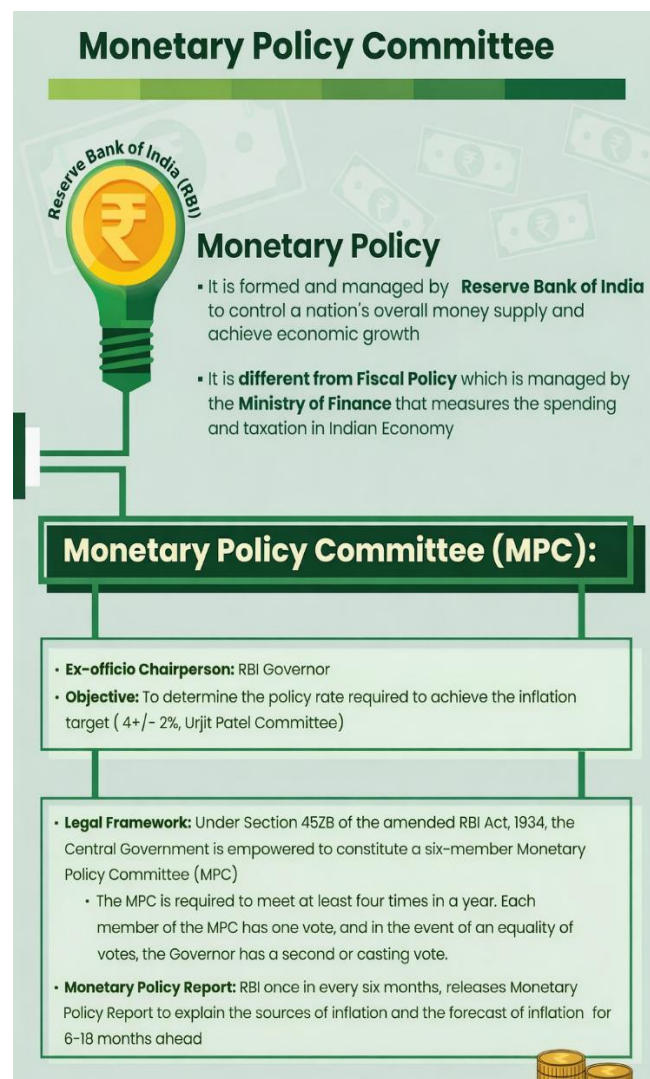 Monetary Policy Committee
Reserve Bank of India (RBI)
₹
Monetary Policy
▪ It is formed and managed by Reserve Bank of India
to control a nation's overall money supply and
achieve economic growth
▪ It is different from Fiscal Policy which is managed by
the Ministry of Finance that measures the spending
and taxation in Indian Economy
Monetary Policy Committee (MPC):
• Ex-officio Chairperson: RBI Governor
• Objective: To determine the policy rate required to achieve the inflation
target ( 4+/- 2%, Urjit Patel Committee)
• Legal Framework: Under Section 45ZB of the amended RBI Act, 1934, the
Central Government is empowered to constitute a six-member Monetary
Policy Committee (MPC)
• The MPC is required to meet at least four times in a year. Each
member of the MPC has one vote, and in the event of an equality of
votes, the Governor has a second or casting vote.
• Monetary Policy Report: RBI once in every six months, releases Monetary
Policy Report to explain the sources of inflation and the forecast of inflation for
6-18 months ahead